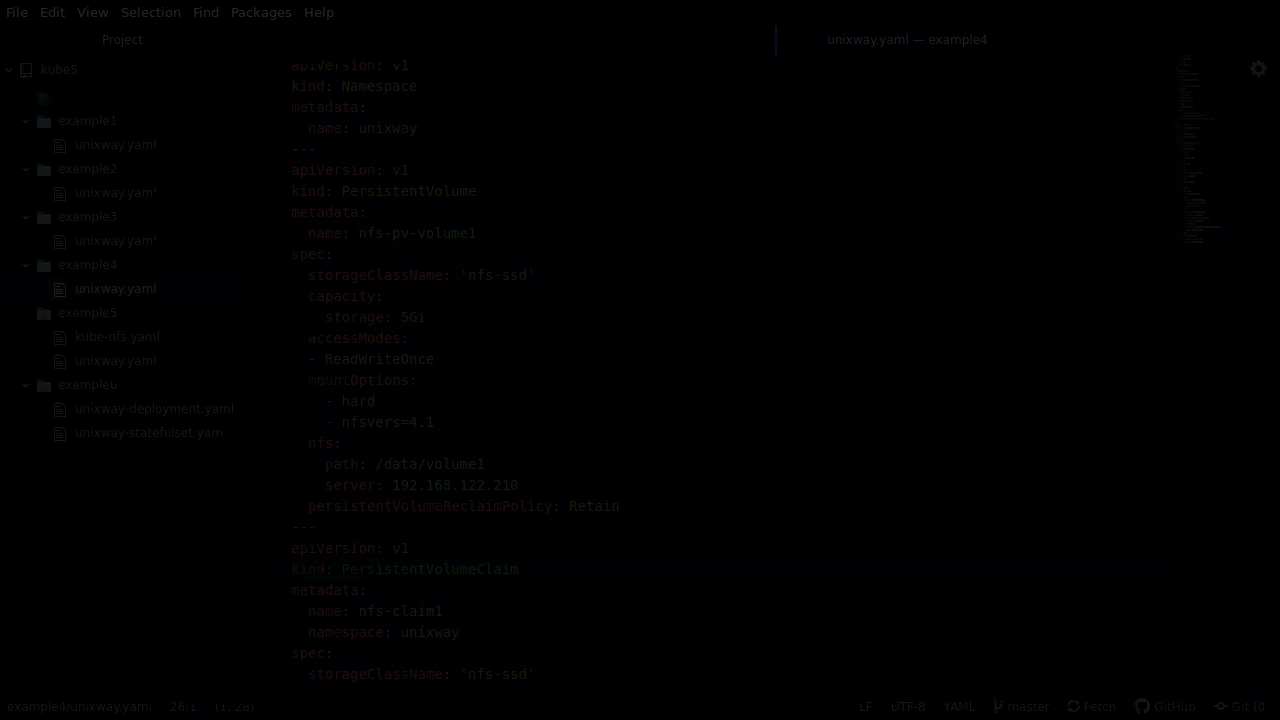 File Edit View Selection Find Packages Help
Project
unixway.yaml — example4
kube5
example1
unixway.yaml
example2
unixway.yaml
example3
unixway.yaml
example4
unixway.yaml
example5
kube-nfs.yaml
unixway.yaml
example6
unixway-deployment.yaml
unixway-statefulset.yam
apiVersion: v1
kind: Namespace
metadata:
  name: unixway
---
apiVersion: v1
kind: PersistentVolume
metadata:
  name: nfs-pv-volume1
spec:
  storageClassName: 'nfs-ssd'
  capacity:
    storage: 5Gi
  accessModes:
  - ReadWriteOnce
  mountOptions:
    - hard
    - nfsvers=4.1
  nfs:
    path: /data/volume1
    server: 192.168.122.210
  persistentVolumeReclaimPolicy: Retain
---
apiVersion: v1
kind: PersistentVolumeClaim
metadata:
  name: nfs-claim1
  namespace: unixway
spec:
  storageClassName: 'nfs-ssd'
example4/unixway.yaml 26:1 (1, 28) LF UTF-8 YAML master Fetch GitHub Git (0